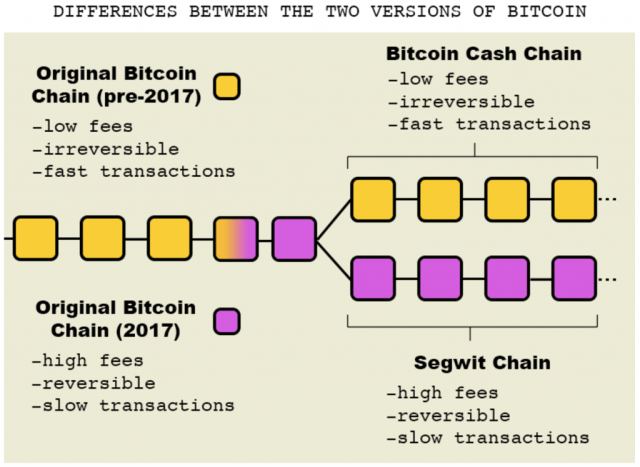 DIFFERENCES BETWEEN THE TWO VERSIONS OF BITCOIN
Original Bitcoin
Chain (pre-2017)
-low fees
-irreversible
-fast transactions
Bitcoin Cash Chain
-low fees
-irreversible
-fast transactions
...
...
Original Bitcoin
Chain (2017)
-high fees
-reversible
-slow transactions
Segwit Chain
-high fees
-reversible
-slow transactions